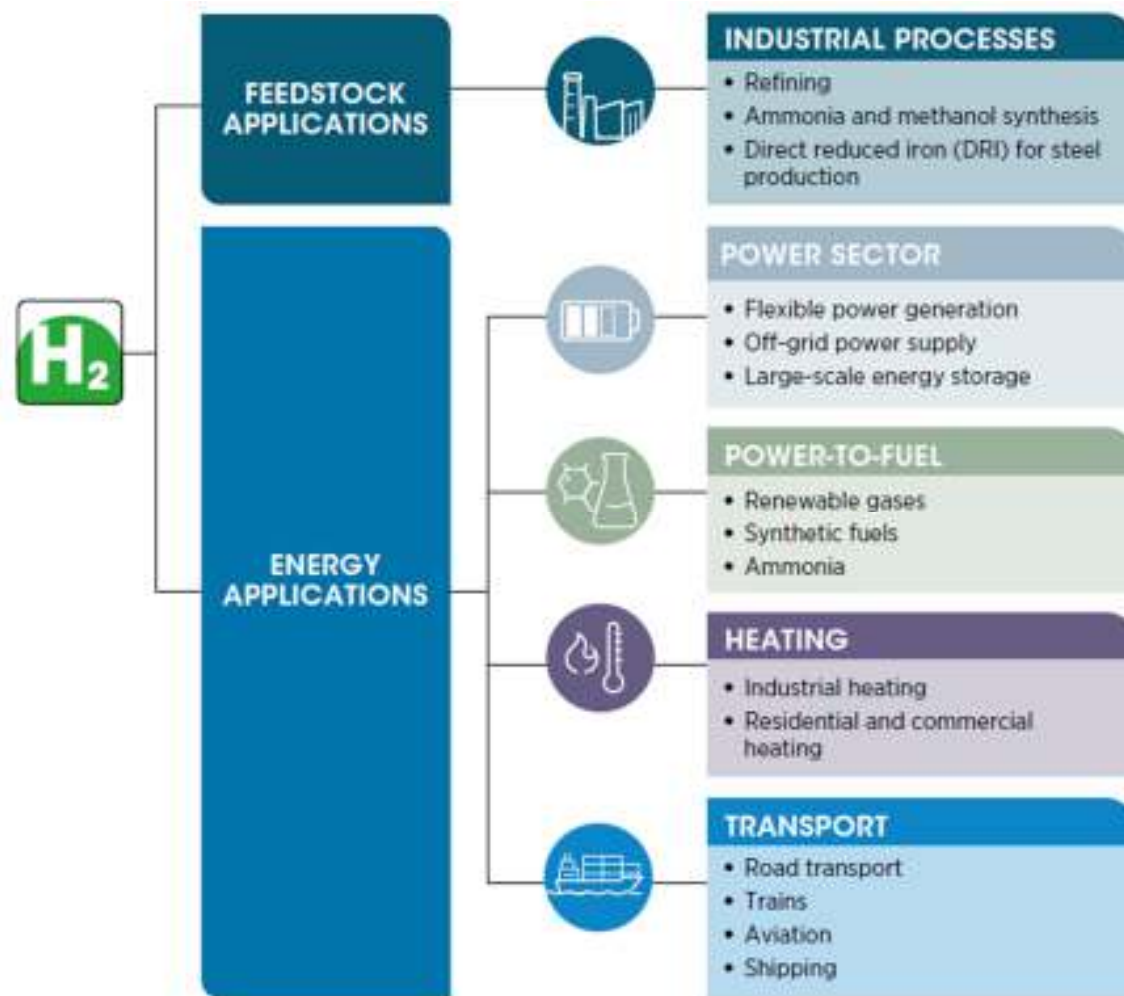 H2
FEEDSTOCK
APPLICATIONS
INDUSTRIAL PROCESSES
• Refining
• Ammonia and methanol synthesis
• Direct reduced iron (DRI) for steel
production
ENERGY
APPLICATIONS
POWER SECTOR
• Flexible power generation
• Off-grid power supply
• Large-scale energy storage
POWER-TO-FUEL
• Renewable gases
• Synthetic fuels
• Ammonia
HEATING
• Industrial heating
• Residential and commercial
heating
TRANSPORT
• Road transport
• Trains
• Aviation
• Shipping